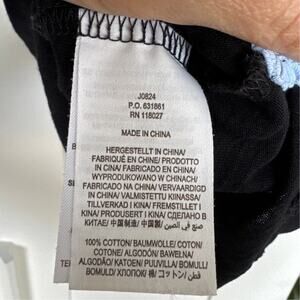 J0824
P.O. 631861
RN 118027
MADE IN CHINA
HERGESTELLT IN CHINA/
FABRIQUÉ EN CHINE/ PRODOTTO
IN CINA/ FABRICADO EN CHINA/
WYPRODUKOWANO W CHINACH/
FABRICADO NA CHINA/ VERVAARDIGD
IN CHINA/ VALMISTETTU KIINASSA/
TILLVERKAD I KINA/ FREMSTILLET I
KINA/ PRODUSERT I KINA/ СДЕЛАНО В
КИТАЕ/ 中国制造/ 中国製/ صنع في الصين
100% COTTON/ BAUMWOLLE/ COTON/
COTONE/ ALGODÓN/ BAWEŁNA/
ALGODÃO/ KATOEN/ PUUVILLA/ BOMULL/
BOMULD/ ХЛОПОК/ 棉/ コットン/ قطن